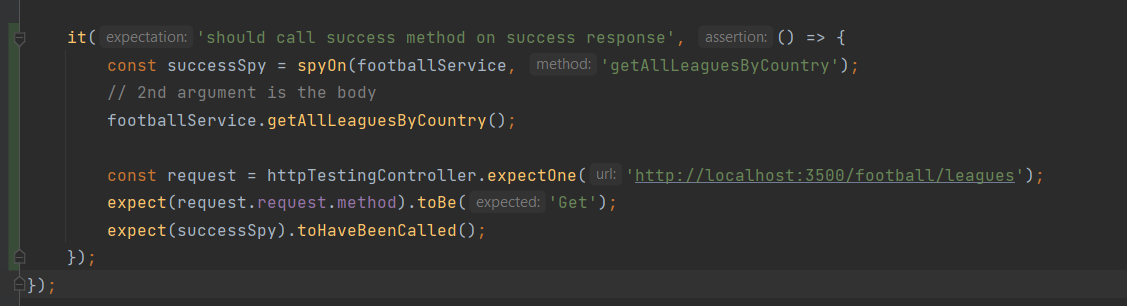 it( expectation: 'should call success method on success response', assertion: () => {
const successSpy = spyOn(footballService, method: 'getAllLeaguesByCountry');
// 2nd argument is the body
footballService.getAllLeaguesByCountry();
const request = httpTestingController.expectOne( url: 'http://localhost:3500/football/leagues');
expect(request.request.method).toBe( expected: 'Get');
expect(successSpy).toHaveBeenCalled();
});
});